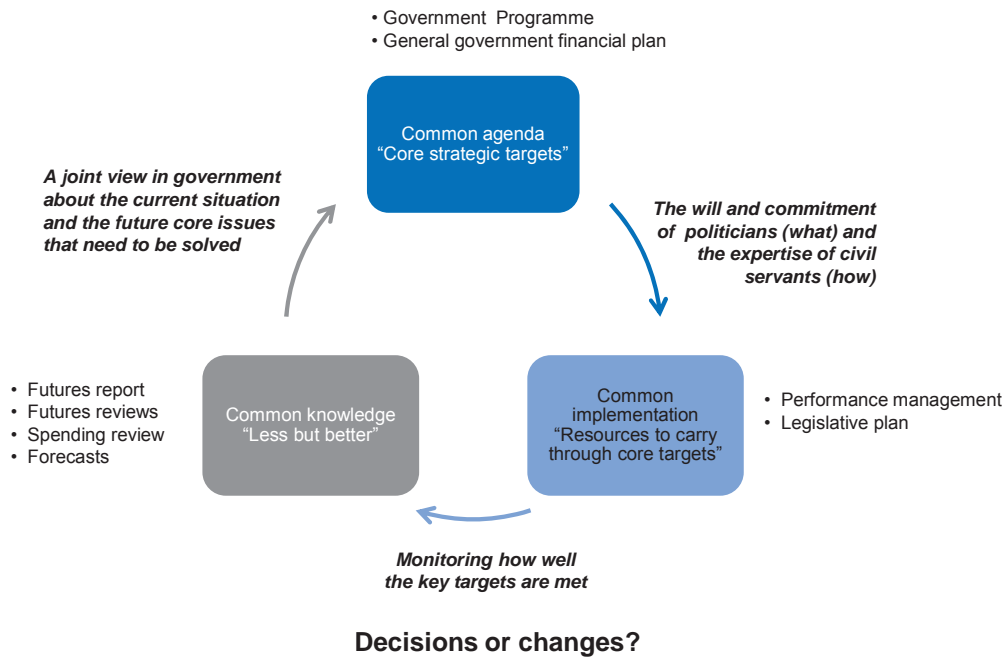 • Government Programme
• General government financial plan
Common agenda
“Core strategic targets”
A joint view in government
about the current situation
and the future core issues
that need to be solved
The will and commitment
of politicians (what) and
the expertise of civil
servants (how)
• Futures report
• Futures reviews
• Spending review
• Forecasts
Common knowledge
“Less but better”
Common
implementation
“Resources to carry
through core targets”
• Performance management
• Legislative plan
Monitoring how well
the key targets are met
Decisions or changes?